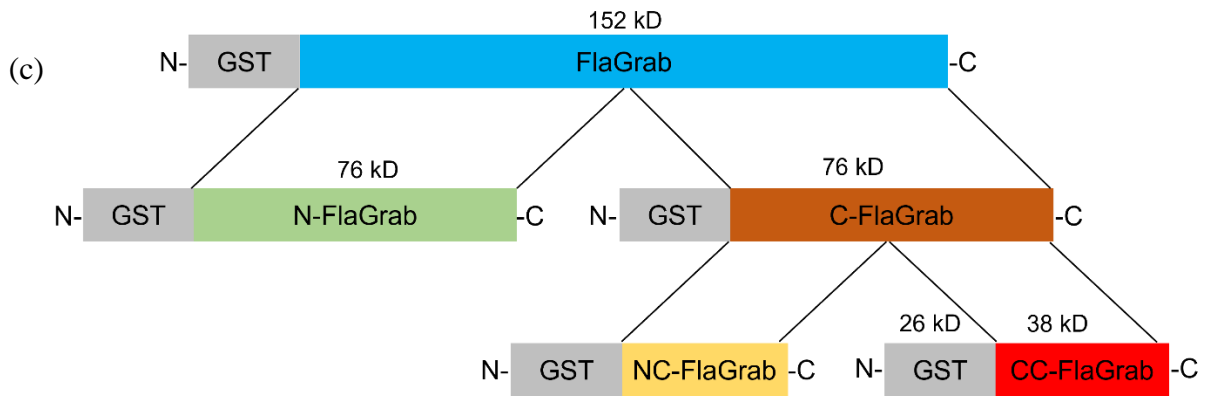 152 kD
(c) N- GST FlaGrab -C
76 kD 76 kD
N- GST N-FlaGrab -C N- GST C-FlaGrab -C
26 kD 38 kD
N- GST NC-FlaGrab -C N- GST CC-FlaGrab -C